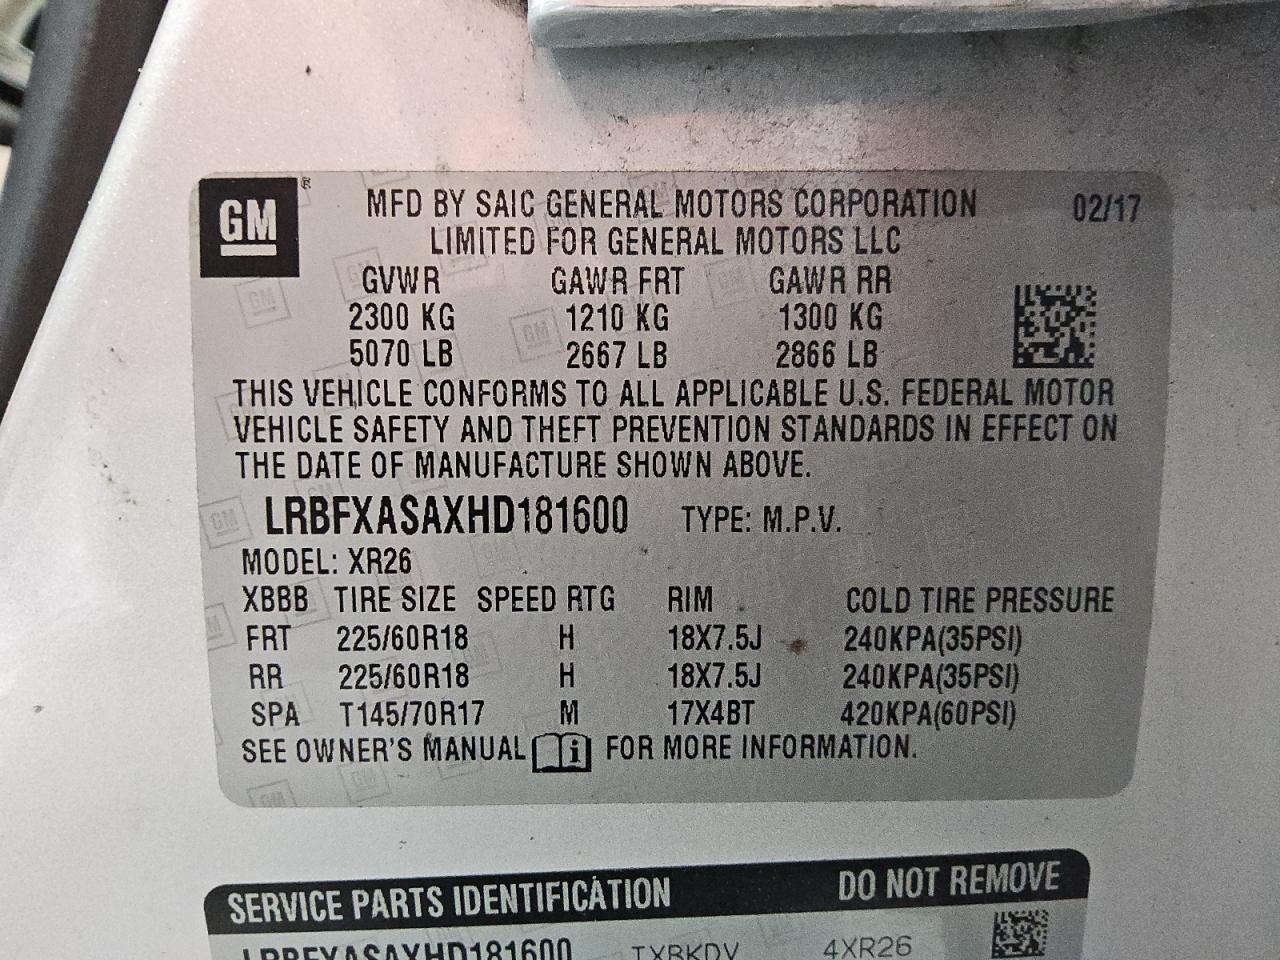 GM ®
MFD BY SAIC GENERAL MOTORS CORPORATION 02/17
LIMITED FOR GENERAL MOTORS LLC
GVWR GAWR FRT GAWR RR
2300 KG 1210 KG 1300 KG
5070 LB 2667 LB 2866 LB
THIS VEHICLE CONFORMS TO ALL APPLICABLE U.S. FEDERAL MOTOR
VEHICLE SAFETY AND THEFT PREVENTION STANDARDS IN EFFECT ON
THE DATE OF MANUFACTURE SHOWN ABOVE.
LRBFXASAXHD181600 TYPE: M.P.V.
MODEL: XR26
XBBB TIRE SIZE SPEED RTG RIM COLD TIRE PRESSURE
FRT 225/60R18 H 18X7.5J 240KPA(35PSI)
RR 225/60R18 H 18X7.5J 240KPA(35PSI)
SPA T145/70R17 M 17X4BT 420KPA(60PSI)
SEE OWNER'S MANUAL i FOR MORE INFORMATION.
SERVICE PARTS IDENTIFICATION DO NOT REMOVE
LRBFXASAXHD181600 TXBKDV 4XR26